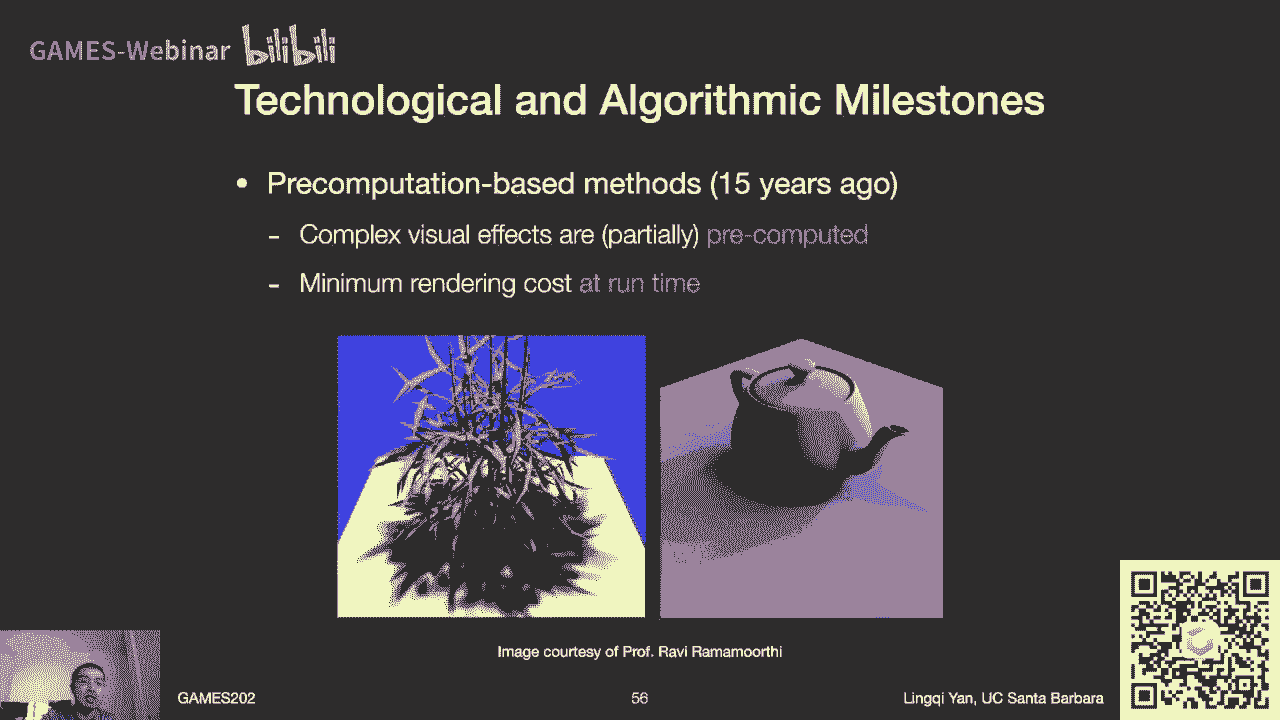 GAMES-Webinar bilibili
Technological and Algorithmic Milestones
• Precomputation-based methods (15 years ago)
- Complex visual effects are (partially) pre-computed
- Minimum rendering cost at run time
Image courtesy of Prof. Ravi Ramamoorthi
GAMES202
56
Lingqi Yan, UC Santa Barbara